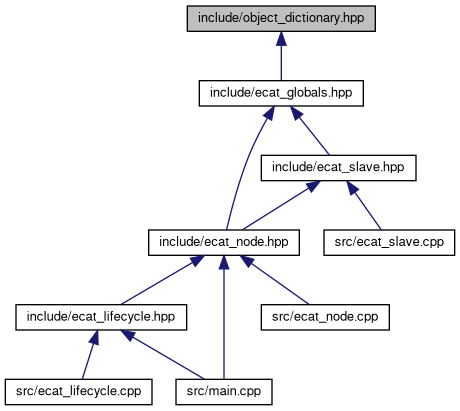 include/object_dictionary.hpp
include/ecat_globals.hpp
include/ecat_slave.hpp
include/ecat_node.hpp
src/ecat_slave.cpp
include/ecat_lifecycle.hpp
src/ecat_node.cpp
src/ecat_lifecycle.cpp
src/main.cpp